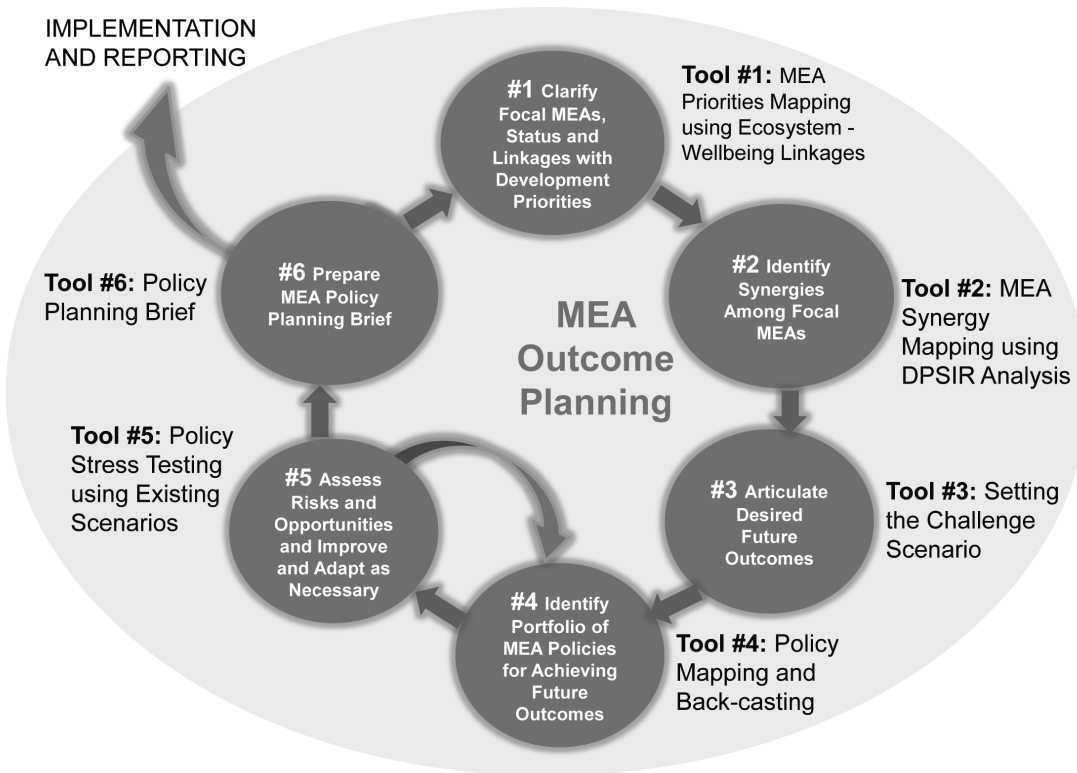 IMPLEMENTATION
AND REPORTING
#1 Clarify
Focal MEAs,
Status and
Linkages with
Development
Priorities
Tool #1: MEA
Priorities Mapping
using Ecosystem -
Wellbeing Linkages
#2 Identify
Synergies
Among Focal
MEAs
Tool #2: MEA
Synergy
Mapping using
DPSIR Analysis
#3 Articulate
Desired
Future
Outcomes
Tool #3: Setting
the Challenge
Scenario
#4 Identify
Portfolio of
MEA Policies
for Achieving
Future
Outcomes
Tool #4: Policy
Mapping and
Back-casting
#5 Assess
Risks and
Opportunities
and Improve
and Adapt as
Necessary
Tool #5: Policy
Stress Testing
using Existing
Scenarios
#6 Prepare
MEA Policy
Planning Brief
Tool #6: Policy
Planning Brief
MEA
Outcome
Planning